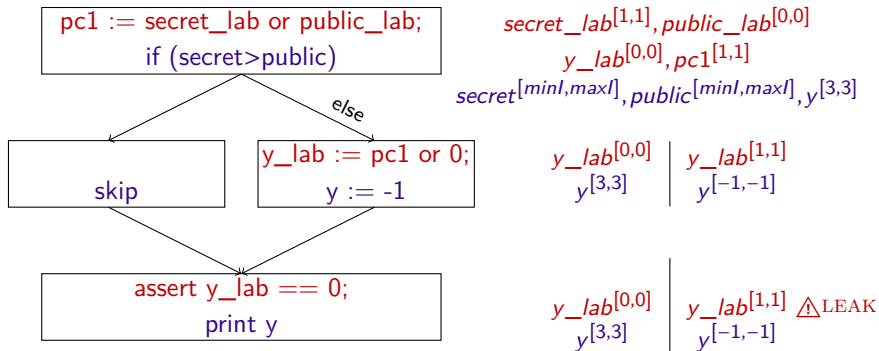 pc1 := secret_lab or public_lab;
if (secret>public)
secret_lab[1,1], public_lab[0,0]
y_lab[0,0], pc1[1,1]
secret[minI,maxI], public[minI,maxI], y[3,3]
else
skip
y_lab := pc1 or 0;
y := -1
y_lab[0,0] y_lab[1,1]
y[3,3] y[−1,−1]
assert y_lab == 0;
print y
y_lab[0,0] y_lab[1,1] ⚠LEAK
y[3,3] y[−1,−1]